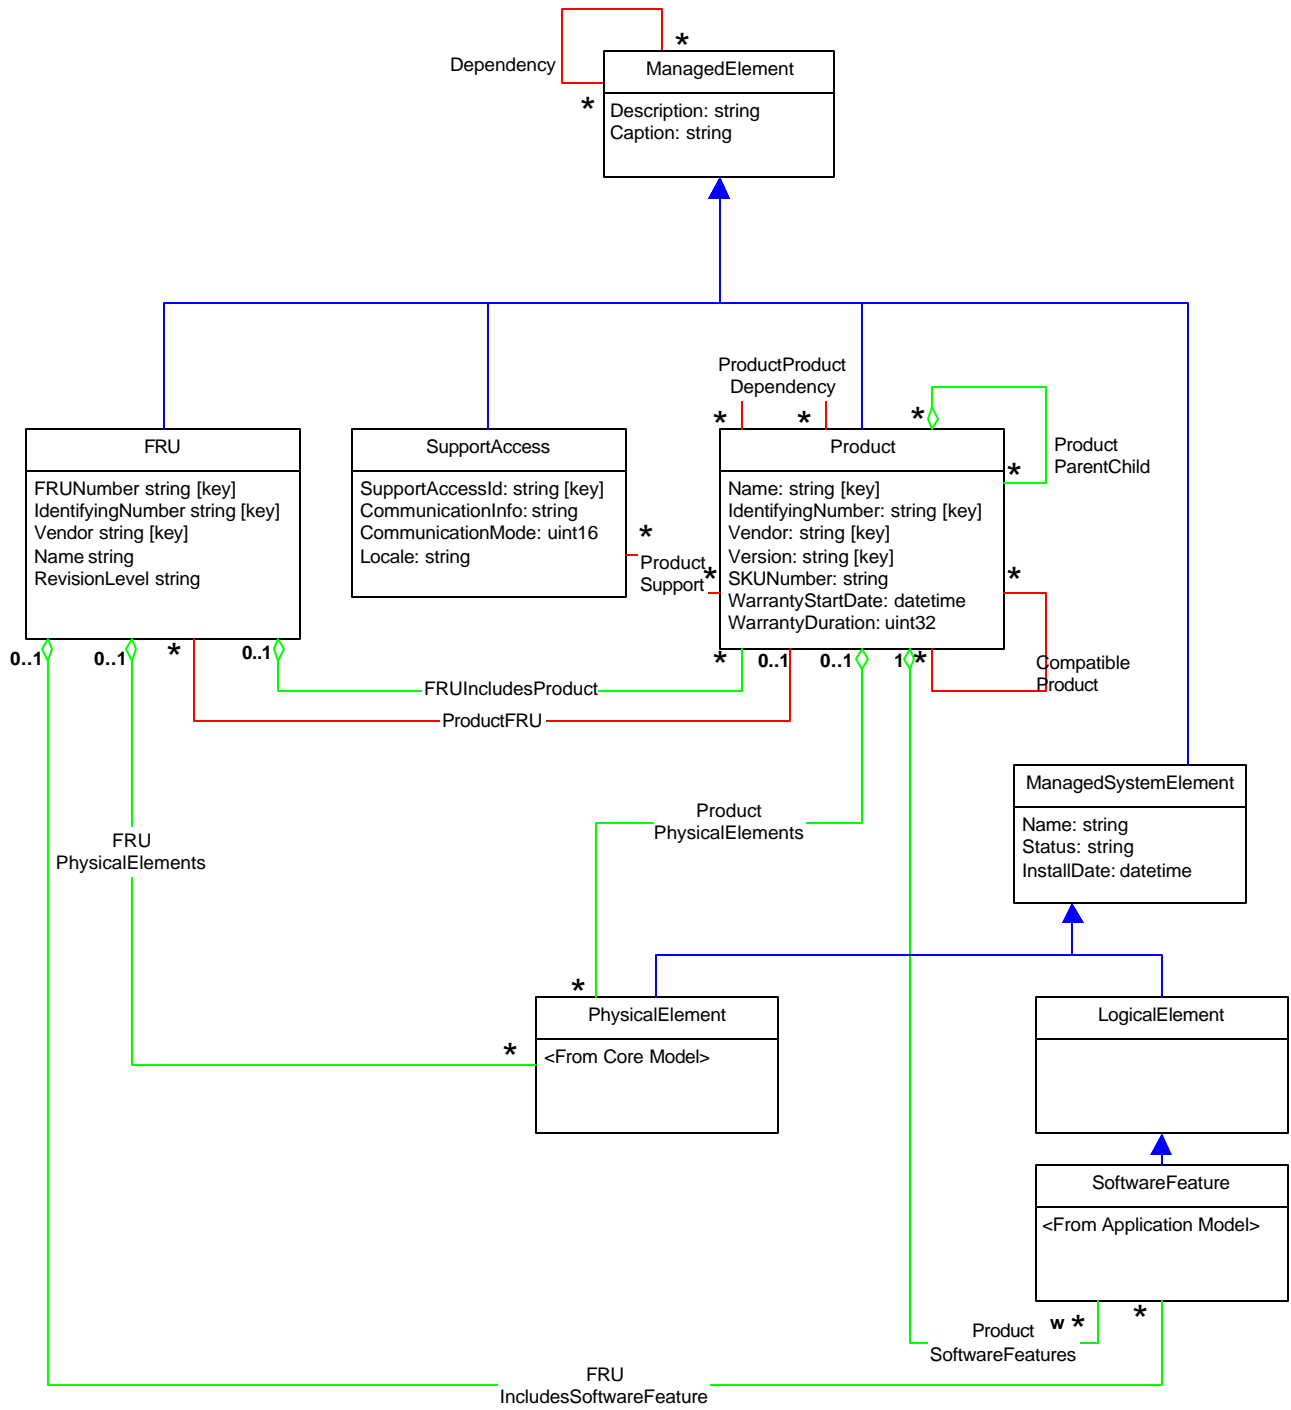 *
Dependency
ManagedElement
*
Description: string
Caption: string
ProductProduct
Dependency
*
*
*
FRU
SupportAccess
Product
Product
ParentChild
*
FRUNumber string [key]
IdentifyingNumber string [key]
Vendor string [key]
Name string
RevisionLevel string
SupportAccessId: string [key]
CommunicationInfo: string
CommunicationMode: uint16
Locale: string
*
Product
Support
*
Name: string [key]
IdentifyingNumber: string [key]
Vendor: string [key]
Version: string [key]
SKUNumber: string
WarrantyStartDate: datetime
WarrantyDuration: uint32
*
0..1
0..1
*
0..1
*
0..1
0..1
1
*
Compatible
Product
FRUIncludesProduct
ProductFRU
ManagedSystemElement
Name: string
Status: string
InstallDate: datetime
Product
PhysicalElements
FRU
PhysicalElements
*
*
PhysicalElement
<From Core Model>
LogicalElement
SoftwareFeature
<From Application Model>
w *
*
Product
SoftwareFeatures
FRU
IncludesSoftwareFeature